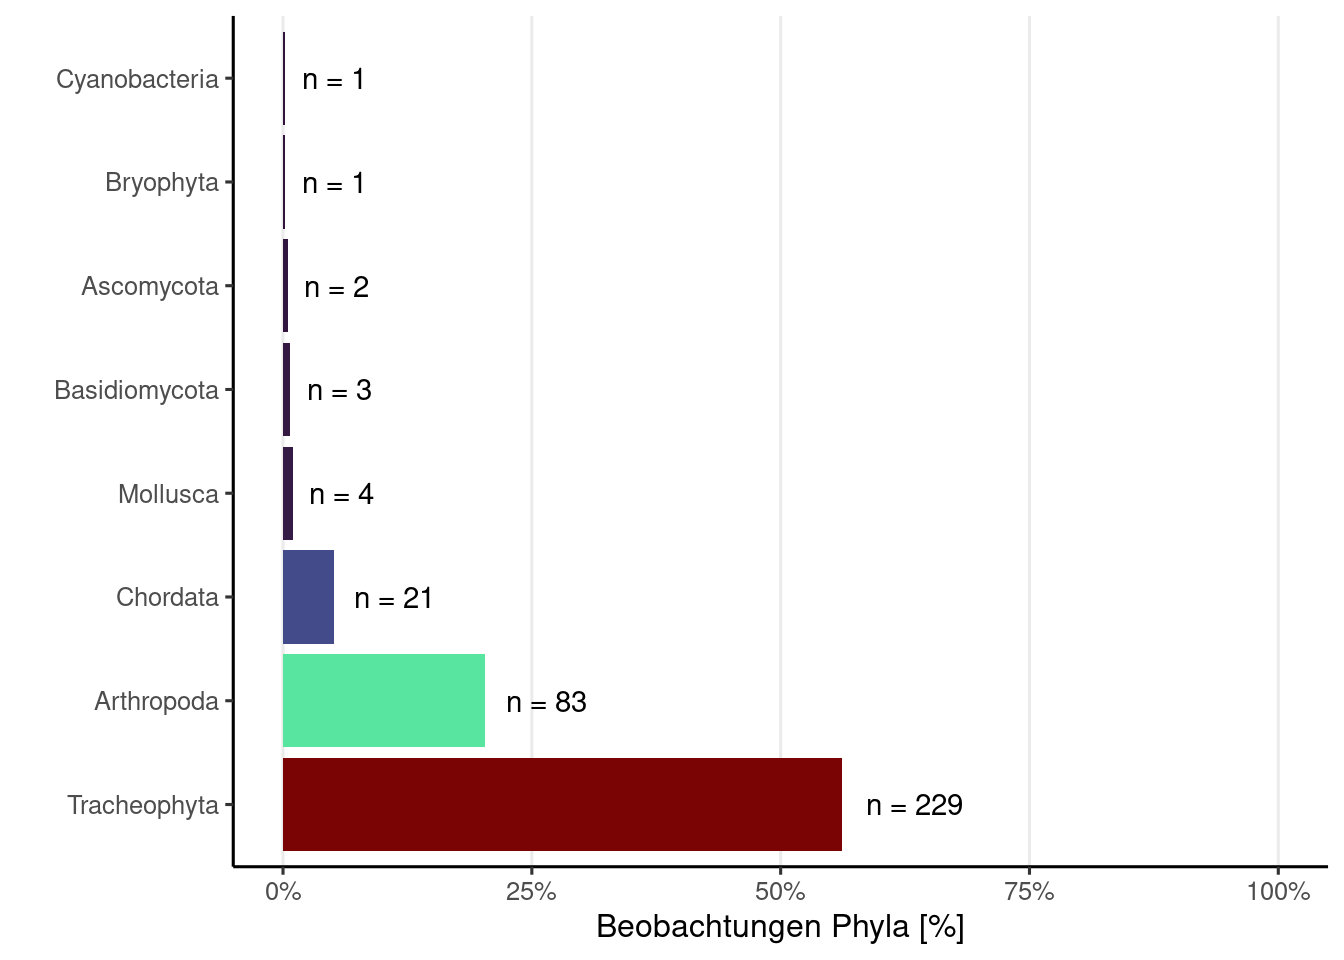 Cyanobacteria n = 1
Bryophyta n = 1
Ascomycota n = 2
Basidiomycota n = 3
Mollusca n = 4
Chordata n = 21
Arthropoda n = 83
Tracheophyta n = 229
0% 25% 50% 75% 100%
Beobachtungen Phyla [%]